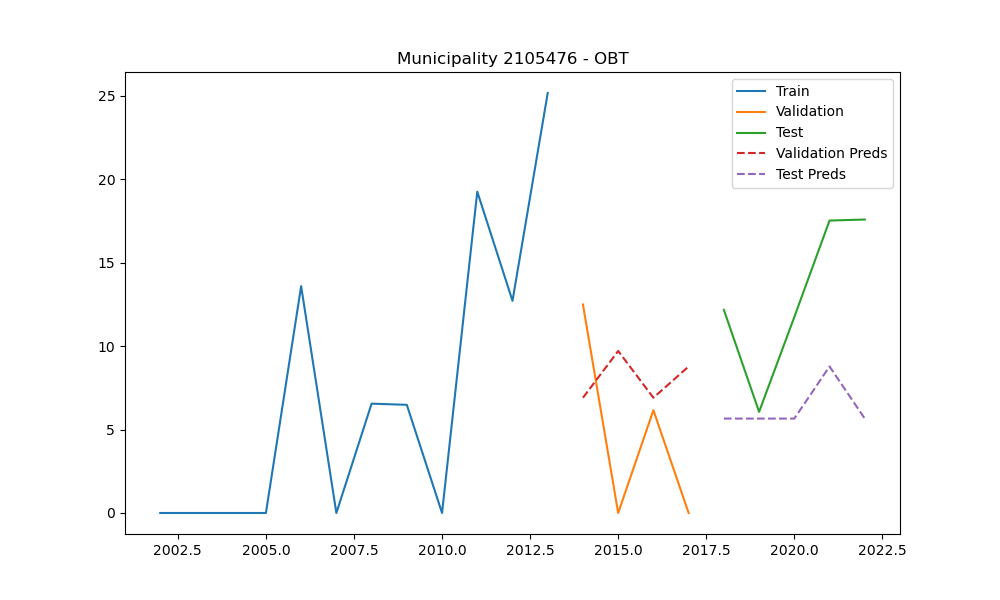 Municipality 2105476 - OBT
Train
Validation
Test
Validation Preds
Test Preds
25
20
15
10
5
0
2002.5 2005.0 2007.5 2010.0 2012.5 2015.0 2017.5 2020.0 2022.5